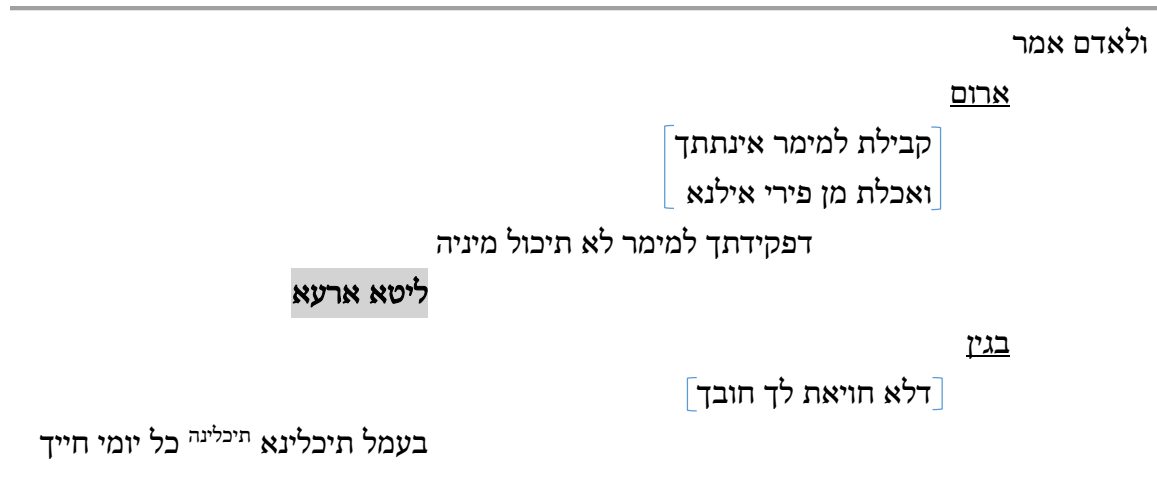 ולאדם אמר
ארום
[קבילת למימר אינתתך
ואכלת מן פירי אילנא]
דפקידתך למימר לא תיכול מיניה
ליטא ארעא
בגין
[דלא חויאת לך חובך]
בעמל תיכלינא תיכלינה כל יומי חייך